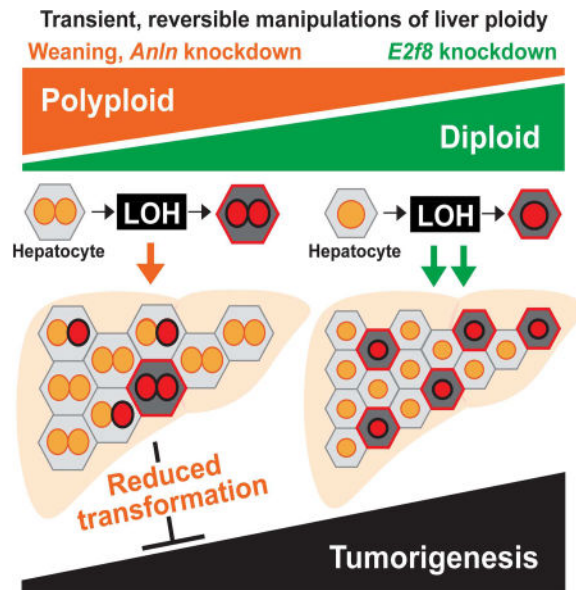 Transient, reversible manipulations of liver ploidy
Weaning, Anln knockdown
E2f8 knockdown
Polyploid
Diploid
LOH
Hepatocyte
LOH
Hepatocyte
Reduced
transformation
Tumorigenesis